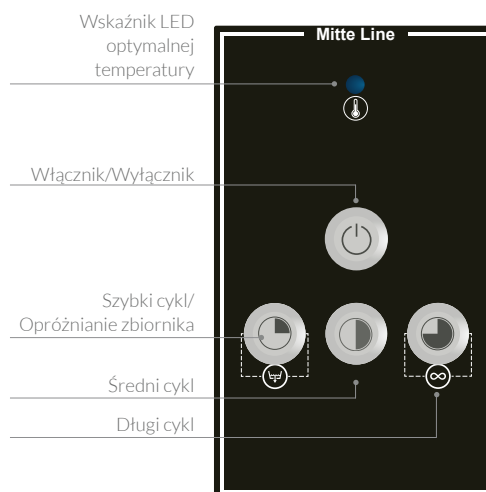 Wskaźnik LED
optymalnej
temperatury
Mitte Line
Włącznik/Wyłącznik
Szybki cykl/
Opróżnianie zbiornika
Średni cykl
Długi cykl